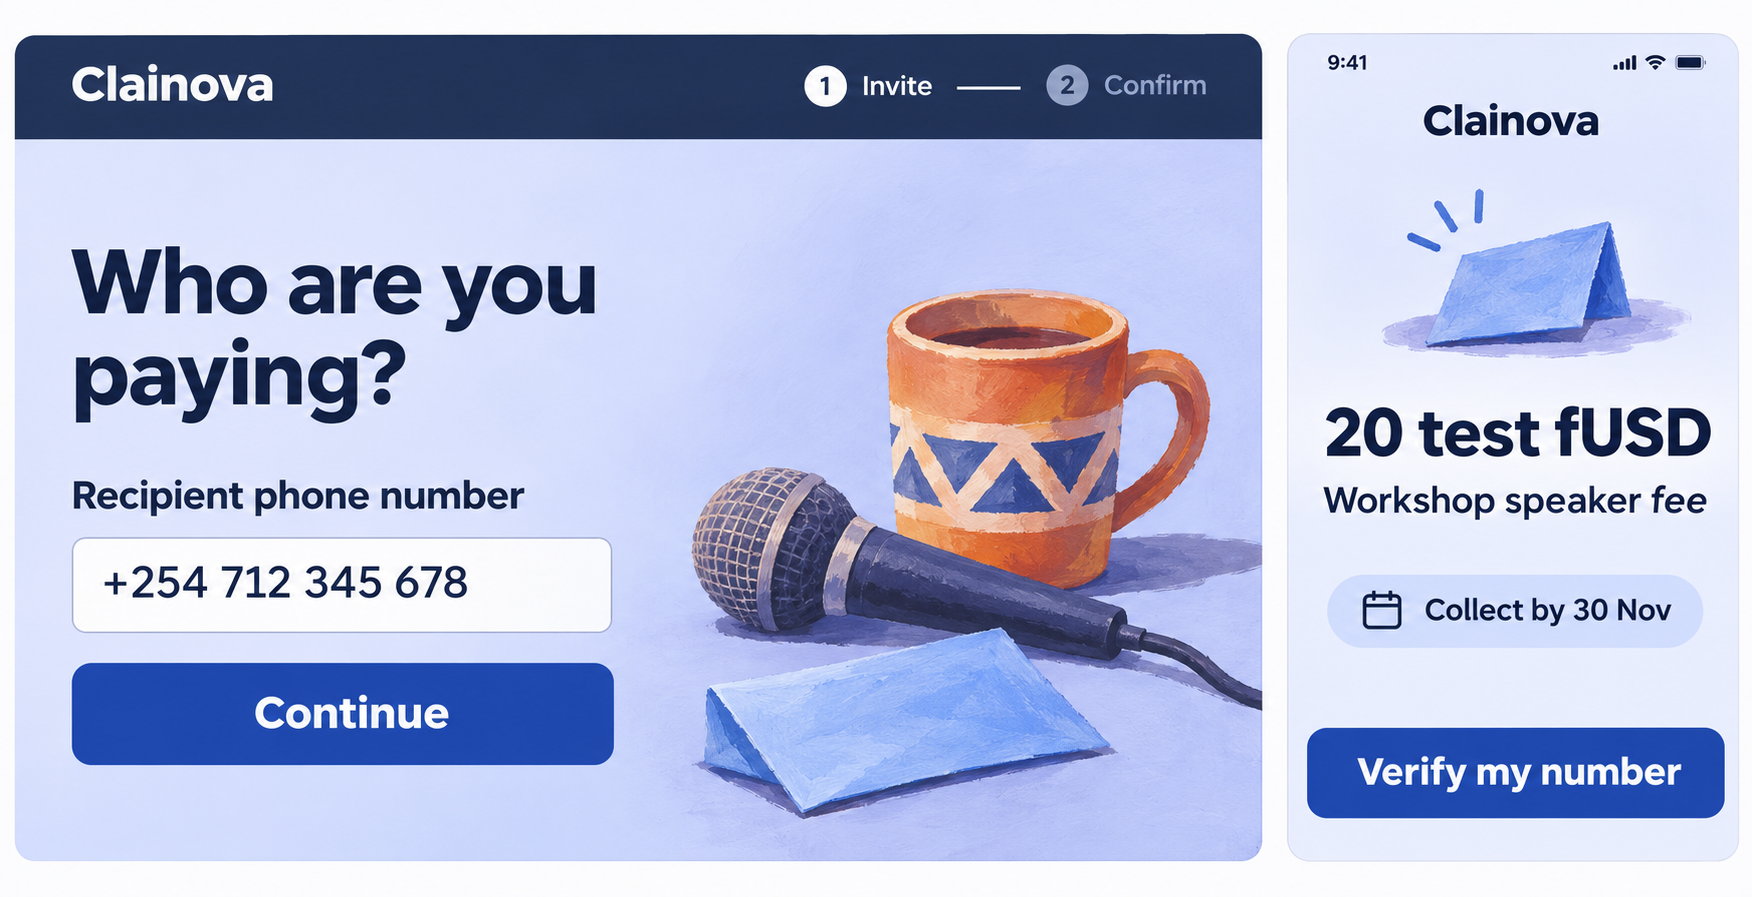 Clainova
1 Invite
2 Confirm
Who are you
paying?
Recipient phone number
+254 712 345 678
Continue
9:41
Clainova
20 test fUSD
Workshop speaker fee
Collect by 30 Nov
Verify my number